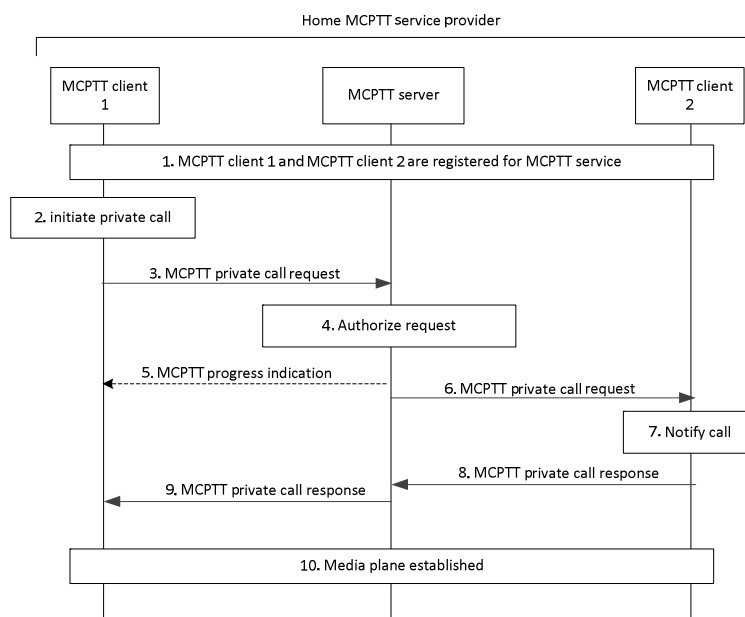 Home MCPTT service provider
MCPTT client
1
MCPTT server
MCPTT client
2
1. MCPTT client 1 and MCPTT client 2 are registered for MCPTT service
2. initiate private call
3. MCPTT private call request
4. Authorize request
5. MCPTT progress indication
6. MCPTT private call request
7. Notify call
8. MCPTT private call response
9. MCPTT private call response
10. Media plane established